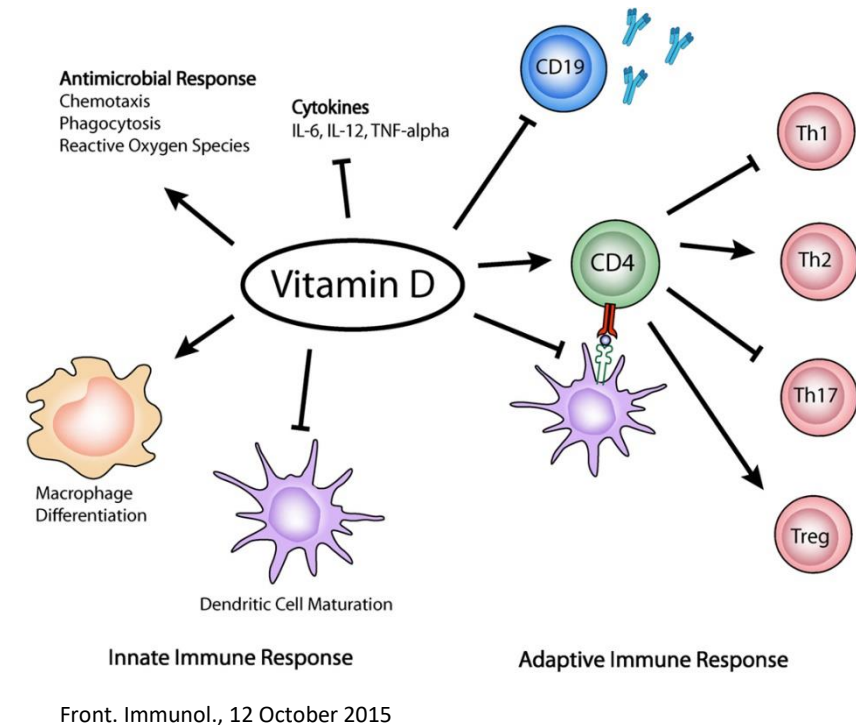 Antimicrobial Response
Chemotaxis
Phagocytosis
Reactive Oxygen Species
Cytokines
IL-6, IL-12, TNF-alpha
CD19
Th1
Vitamin D
CD4
Th2
Th17
Macrophage
Differentiation
Treg
Dendritic Cell Maturation
Innate Immune Response
Adaptive Immune Response
Front. Immunol., 12 October 2015